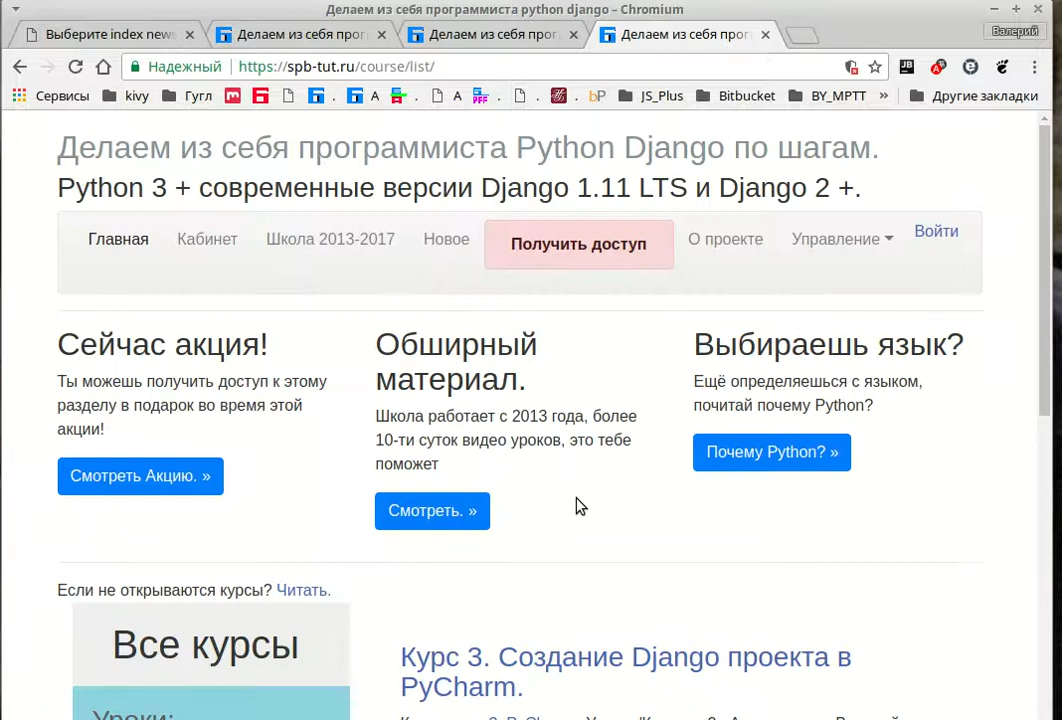 Делаем из себя программиста python django – Chromium
Выберите index news
Делаем из себя прог
Делаем из себя прог
Делаем из себя прог
Валерий
Надежный
https://spb-tut.ru/course/list/
Сервисы kivy Гугл . A A . . bP JS_Plus Bitbucket BY_MPTT » Другие закладки
Делаем из себя программиста Python Django по шагам.
Python 3 + современные версии Django 1.11 LTS и Django 2 +.
Главная Кабинет Школа 2013-2017 Новое Получить доступ О проекте Управление Войти
Сейчас акция!
Ты можешь получить доступ к этому
разделу в подарок во время этой
акции!
Смотреть Акцию. »
Обширный
материал.
Школа работает с 2013 года, более
10-ти суток видео уроков, это тебе
поможет
Смотреть. »
Выбираешь язык?
Ещё определяешься с языком,
почитай почему Python?
Почему Python? »
Если не открываются курсы? Читать.
Все курсы
Уроки:
Курс 3. Создание Django проекта в
PyCharm.